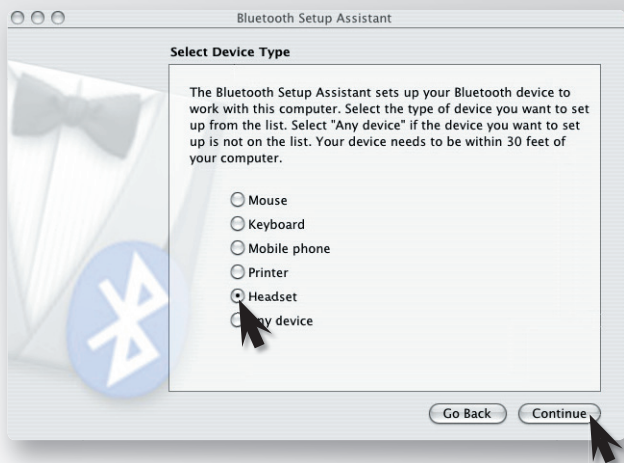 Bluetooth Setup Assistant
Select Device Type
The Bluetooth Setup Assistant sets up your Bluetooth device to
work with this computer. Select the type of device you want to set
up from the list. Select "Any device" if the device you want to set
up is not on the list. Your device needs to be within 30 feet of
your computer.
Mouse
Keyboard
Mobile phone
Printer
Headset
Any device
Go Back
Continue